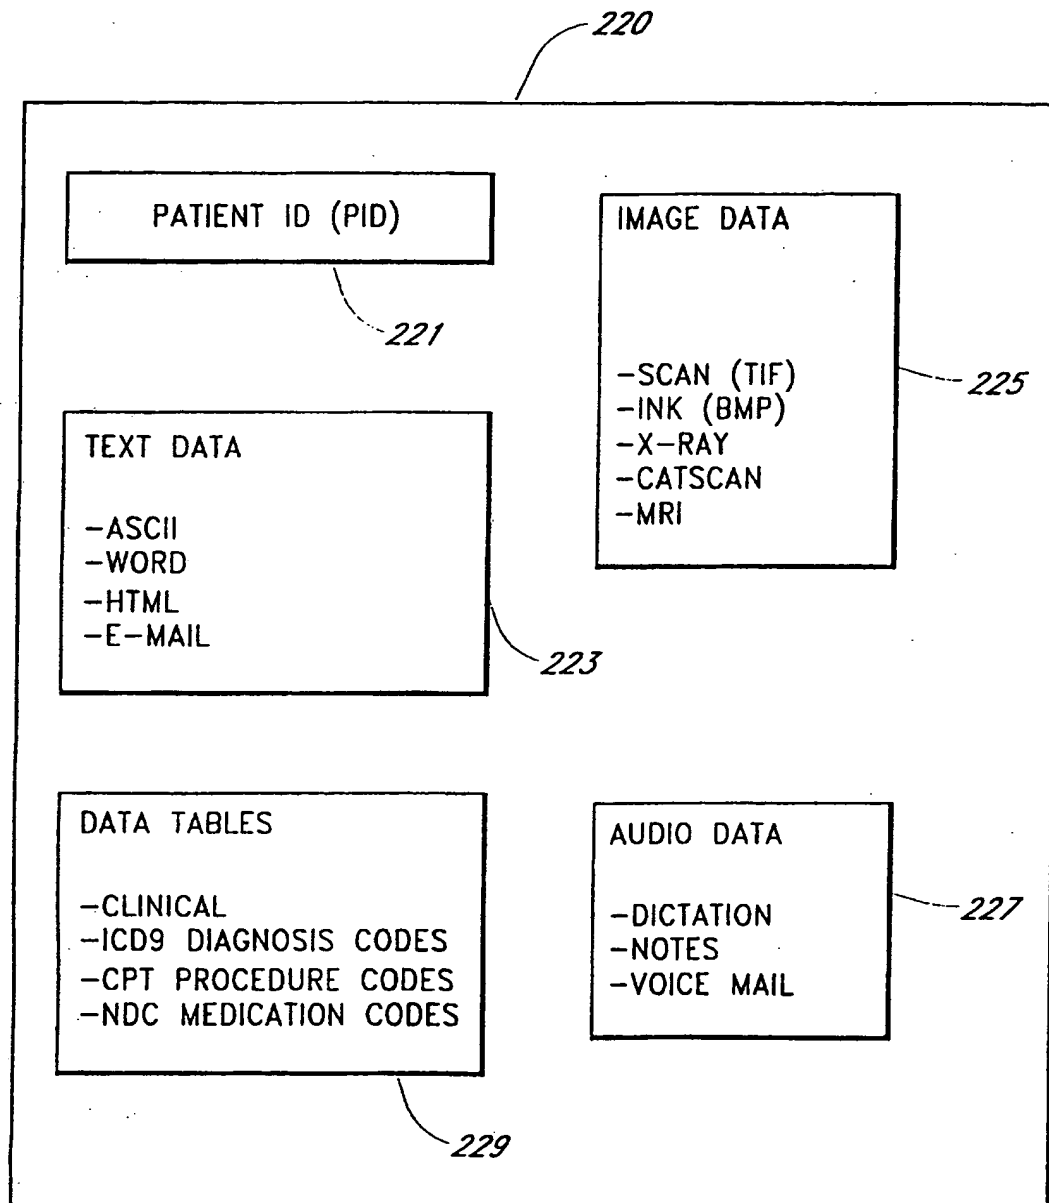 220
PATIENT ID (PID)
221
IMAGE DATA
-SCAN (TIF)
-INK (BMP)
-X-RAY
-CATSCAN
-MRI
225
TEXT DATA
-ASCII
-WORD
-HTML
-E-MAIL
223
DATA TABLES
-CLINICAL
-ICD9 DIAGNOSIS CODES
-CPT PROCEDURE CODES
-NDC MEDICATION CODES
229
AUDIO DATA
-DICTATION
-NOTES
-VOICE MAIL
227